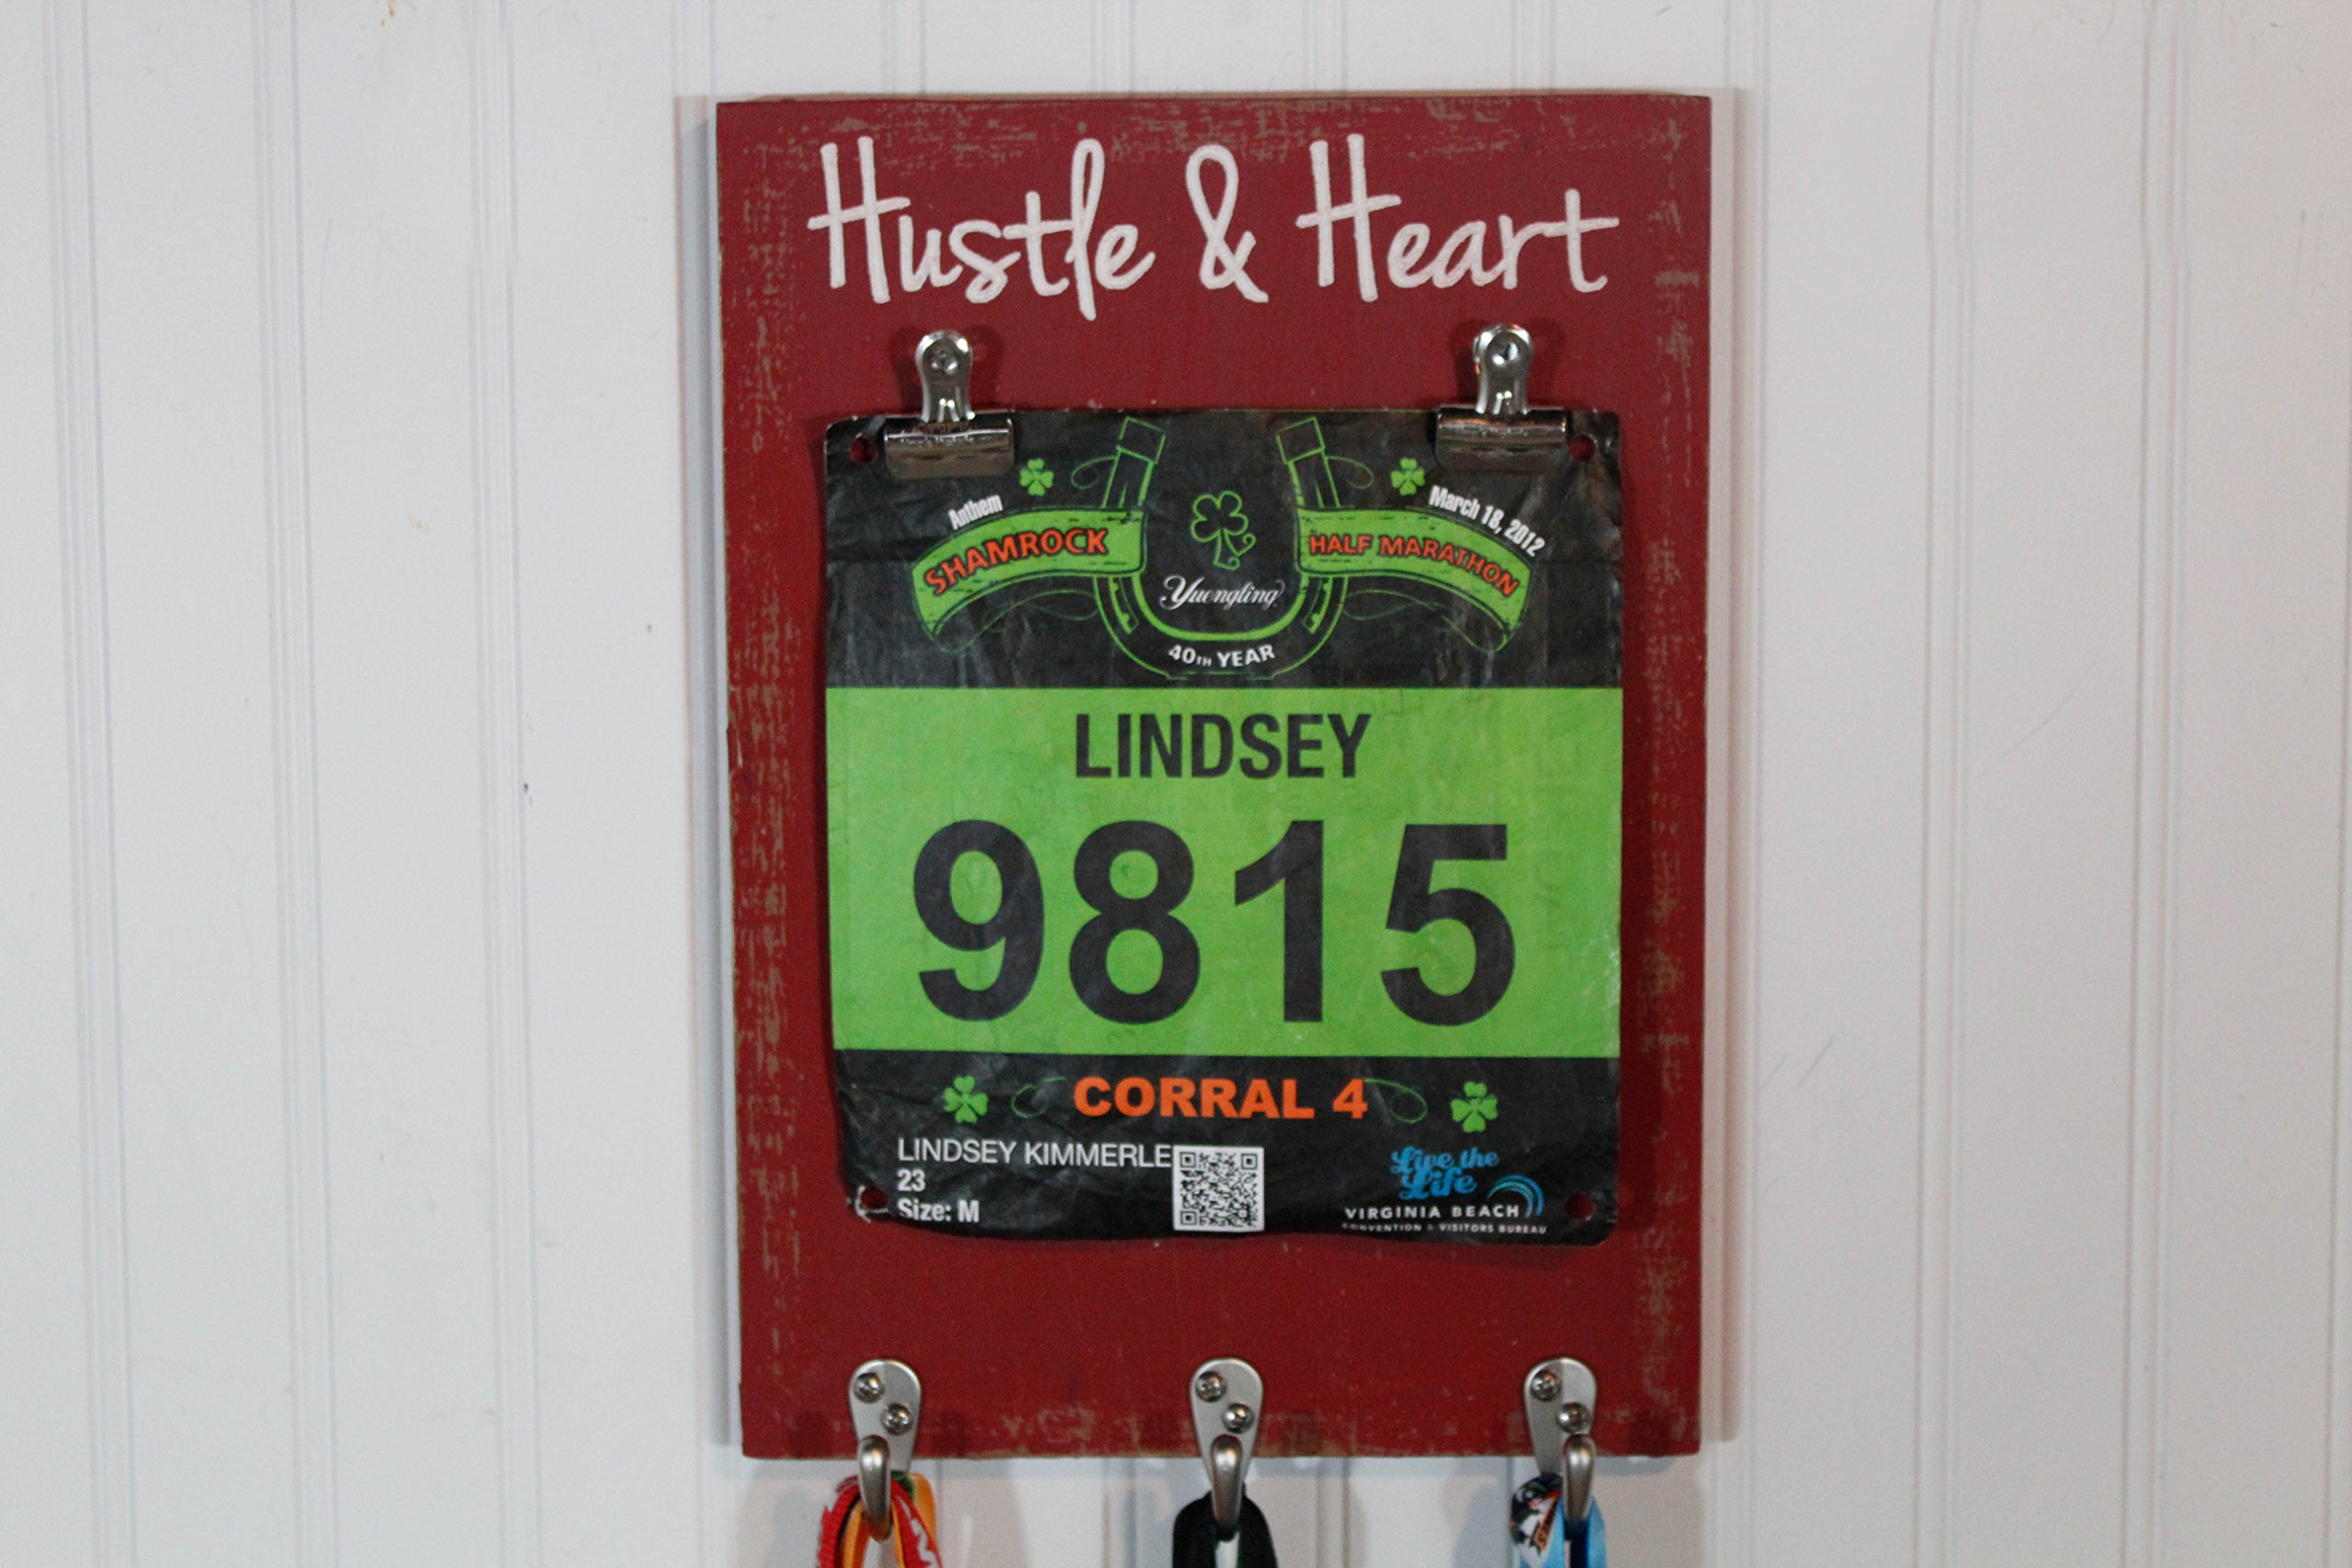 Hustle & Heart
Anthem
March 18, 2012
SHAMROCK
HALF MARATHON
Yuengling
40TH YEAR
LINDSEY
9815
CORRAL 4
LINDSEY KIMMERLE
23
Size: M
Live the
Life
VIRGINIA BEACH
CONVENTION & VISITORS BUREAU